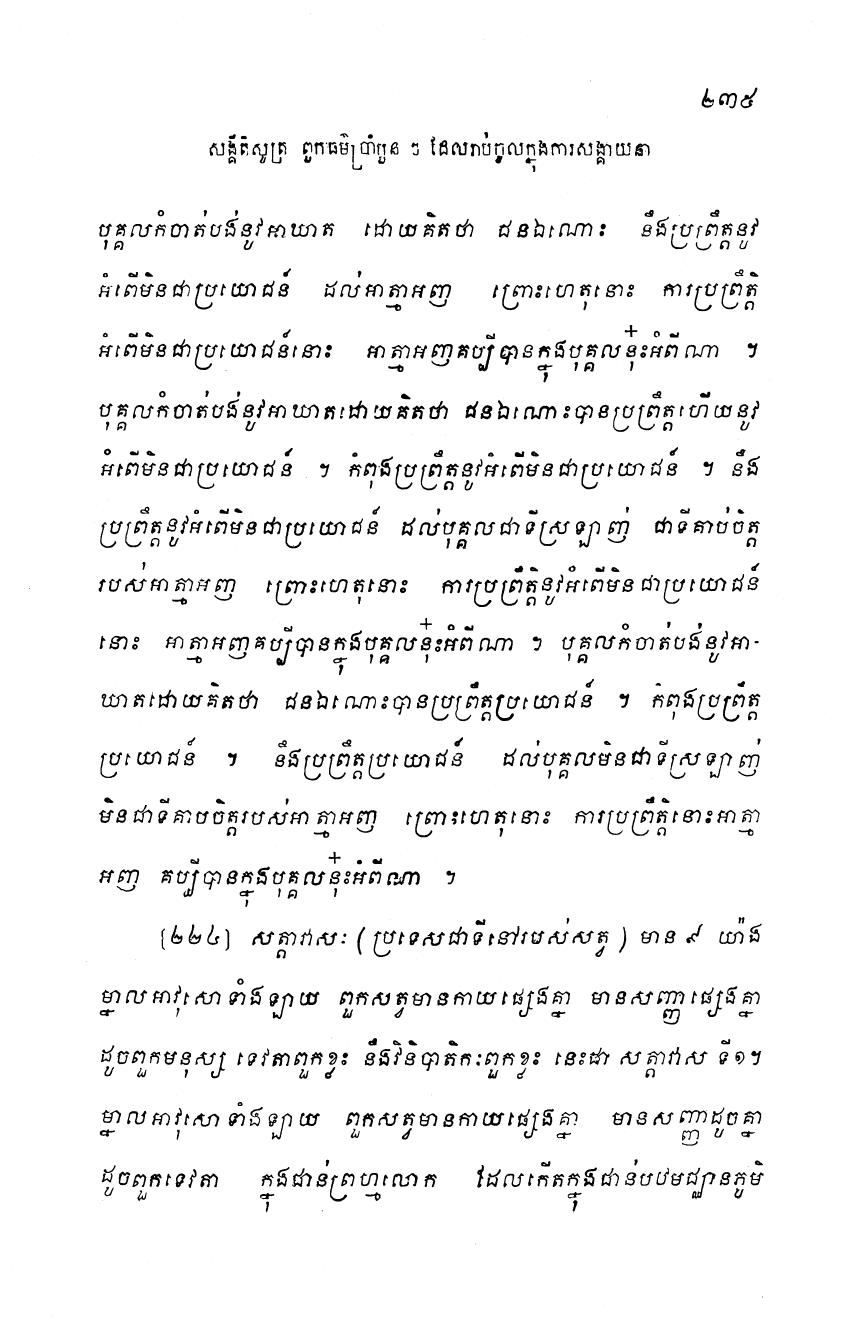 ២៣៥
សង្គីតិសូត្រ ពួកធម៌ប្រាំបួន ៗ ដែលរាប់ចូលក្នុងការសង្គាយនា
បុគ្គលកំចាត់បង់នូវអាឃាត ដោយគិតថា ជនឯណោះ នឹងប្រព្រឹត្តនូវ
អំពើមិនជាប្រយោជន៍ ដល់អាត្មាអញ ព្រោះហេតុនោះ ការប្រព្រឹត្តិ
អំពើមិនជាប្រយោជន៍នោះ អាត្មាអញគប្បីបានក្នុងបុគ្គលនុ៎ះអំពីណា ។
បុគ្គលកំចាត់បង់នូវអាឃាតដោយគិតថា ជនឯណោះបានប្រព្រឹត្តហើយនូវ
អំពើមិនជាប្រយោជន៍ ។ កំពុងប្រព្រឹត្តនូវអំពើមិនជាប្រយោជន៍ ។ នឹង
ប្រព្រឹត្តនូវអំពើមិនជាប្រយោជន៍ ដល់បុគ្គលជាទីស្រឡាញ់ ជាទីគាប់ចិត្ត
របស់អាត្មាអញ ព្រោះហេតុនោះ ការប្រព្រឹត្តិនូវអំពើមិនជាប្រយោជន៍
នោះ អាត្មាអញគប្បីបានក្នុងបុគ្គលនុ៎ះអំពីណា ។ បុគ្គលកំចាត់បង់នូវអា-
ឃាតដោយគិតថា ជនឯណោះបានប្រព្រឹត្តប្រយោជន៍ ។ កំពុងប្រព្រឹត្ត
ប្រយោជន៍ ។ នឹងប្រព្រឹត្តប្រយោជន៍ ដល់បុគ្គលមិនជាទីស្រឡាញ់
មិនជាទីគាបចិត្តរបស់អាត្មាអញ ព្រោះហេតុនោះ ការប្រព្រឹត្តិនោះអាត្មា
អញ គប្បីបានក្នុងបុគ្គលនុ៎ះអំពីណា ។
[២២៤] សត្តាវាសៈ (ប្រទេសជាទីនៅរបស់សត្វ) មាន ៩ យ៉ាង
ម្នាលអាវុសោទាំងឡាយ ពួកសត្វមានកាយផ្សេងគ្នា មានសញ្ញាផ្សេងគ្នា
ដូចពួកមនុស្ស ទេវតាពួកខ្លះ នឹងវិនិបាតិកៈពួកខ្លះ នេះជា សត្តាវាស ទី១។
ម្នាលអាវុសោទាំងឡាយ ពួកសត្វមានកាយផ្សេងគ្នា មានសញ្ញាដូចគ្នា
ដូចពួកទេវតា ក្នុងជាន់ព្រហ្មលោក ដែលកើតក្នុងជាន់បឋមជ្ឈានភូមិ